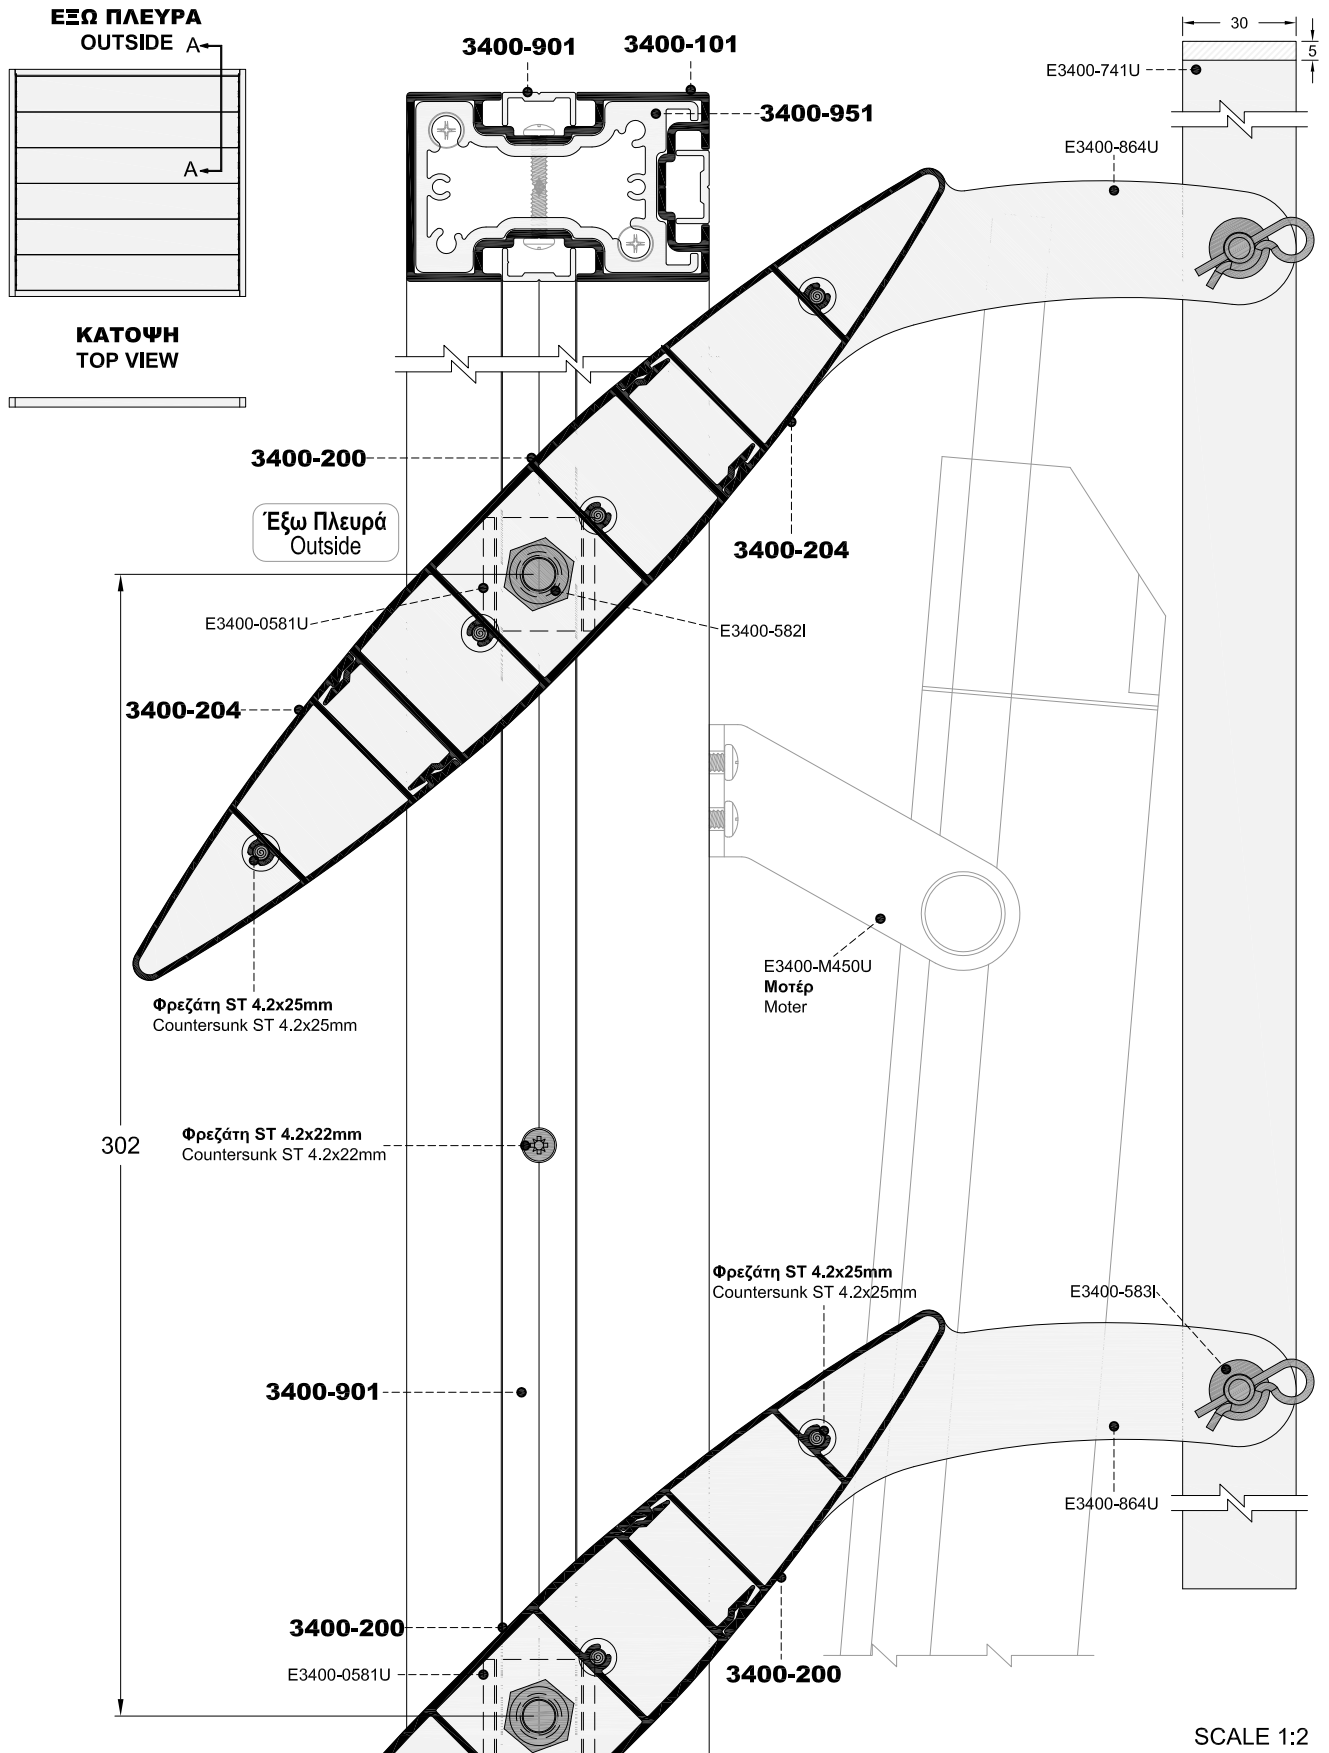 ΕΞΩ ΠΛΕΥΡΑ
OUTSIDE
A
A
ΚΑΤΟΨΗ
TOP VIEW
3400-901
3400-101
3400-951
30
5
E3400-741U
E3400-864U
3400-200
Έξω Πλευρά
Outside
3400-204
E3400-0581U
E3400-582I
3400-204
E3400-M450U
Μοτέρ
Moter
Φρεζάτη ST 4.2x25mm
Countersunk ST 4.2x25mm
302
Φρεζάτη ST 4.2x22mm
Countersunk ST 4.2x22mm
Φρεζάτη ST 4.2x25mm
Countersunk ST 4.2x25mm
E3400-583I
3400-901
E3400-864U
3400-200
E3400-0581U
3400-200
SCALE 1:2